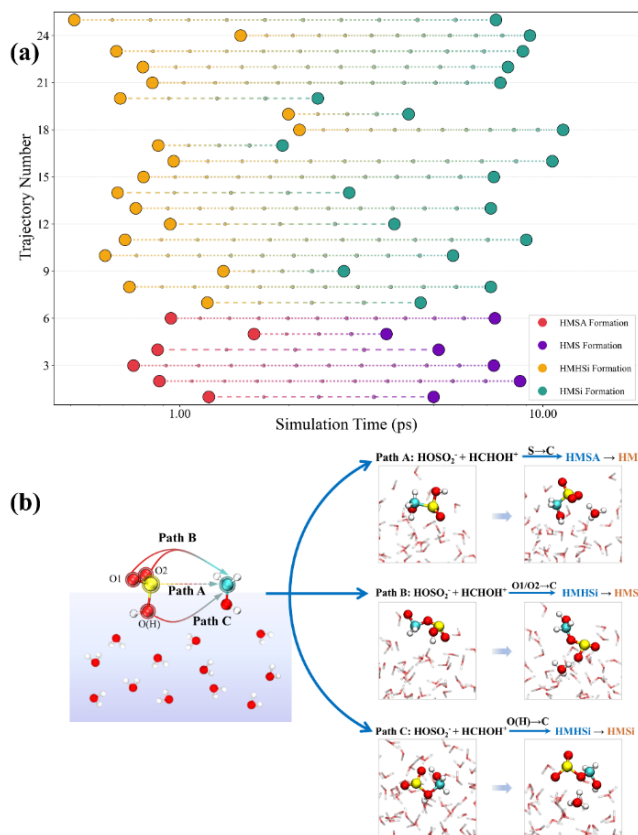 (a)
24
21
18
15
12
9
6
3
Trajectory Number
HMSA Formation
HMS Formation
HMHSi Formation
HMSi Formation
1.00
10.00
Simulation Time (ps)
(b)
Path B
O1
O2
Path A
O(H)
Path C
Path A: HOSO₂⁻ + HCHOH⁺ S→C HMSA → HM
Path B: HOSO₂⁻ + HCHOH⁺ O1/O2→C HMHSi → HMS
Path C: HOSO₂⁻ + HCHOH⁺ O(H)→C HMHSi → HMSi